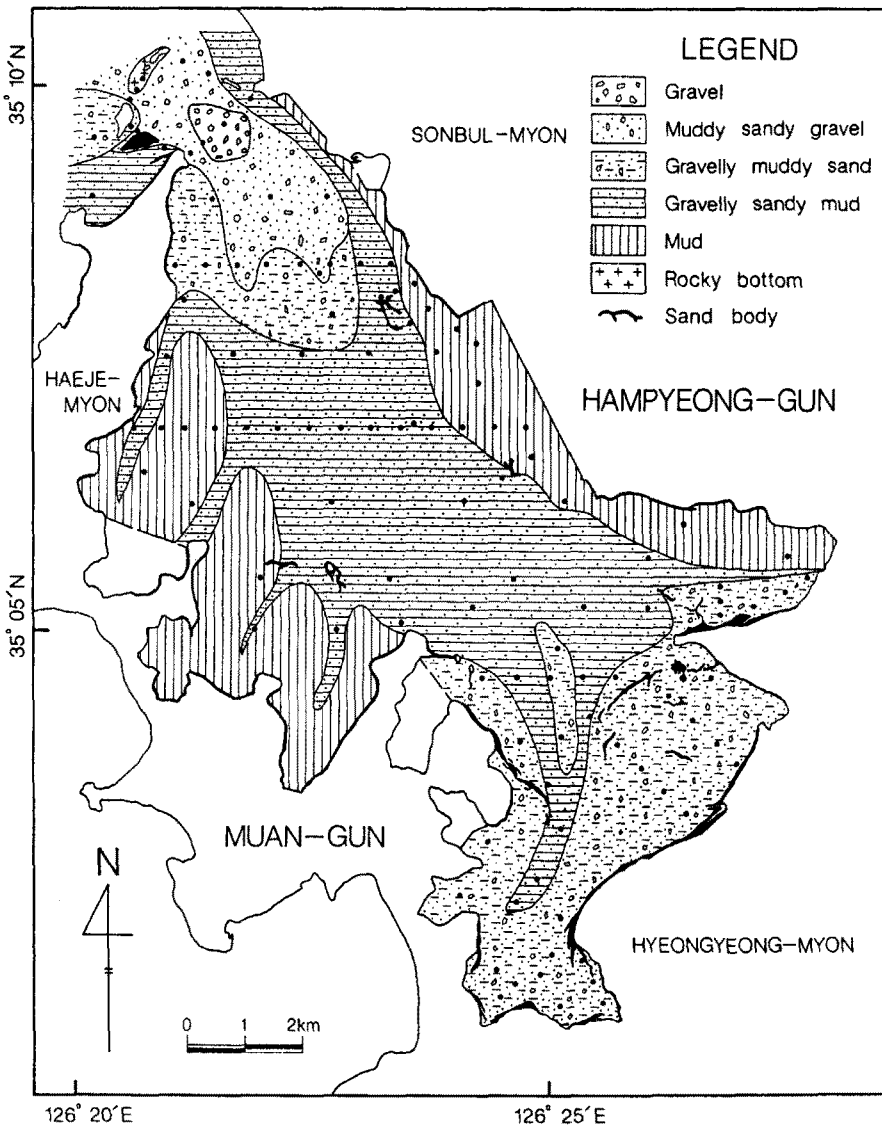 LEGEND
Gravel
Muddy sandy gravel
Gravelly muddy sand
Gravelly sandy mud
Mud
Rocky bottom
Sand body
35° 10′ N
SONBUL-MYON
HAEJE-
MYON
HAMPYEONG-GUN
35° 05′ N
MUAN-GUN
N
HYEONGYEONG-MYON
0 1 2km
126° 20′ E
126° 25′ E